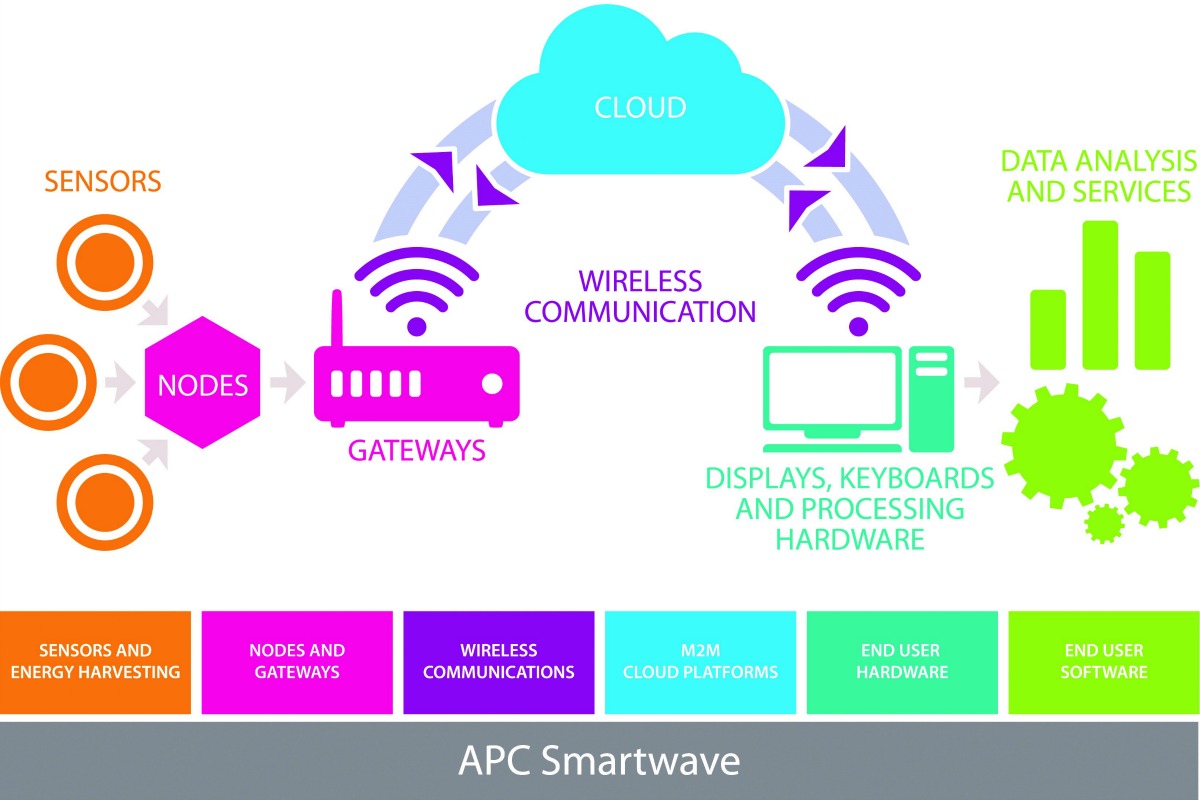 CLOUD
SENSORS
DATA ANALYSIS
AND SERVICES
WIRELESS
COMMUNICATION
NODES
GATEWAYS
DISPLAYS, KEYBOARDS
AND PROCESSING
HARDWARE
SENSORS AND
ENERGY HARVESTING
NODES AND
GATEWAYS
WIRELESS
COMMUNICATIONS
M2M
CLOUD PLATFORMS
END USER
HARDWARE
END USER
SOFTWARE
APC Smartwave